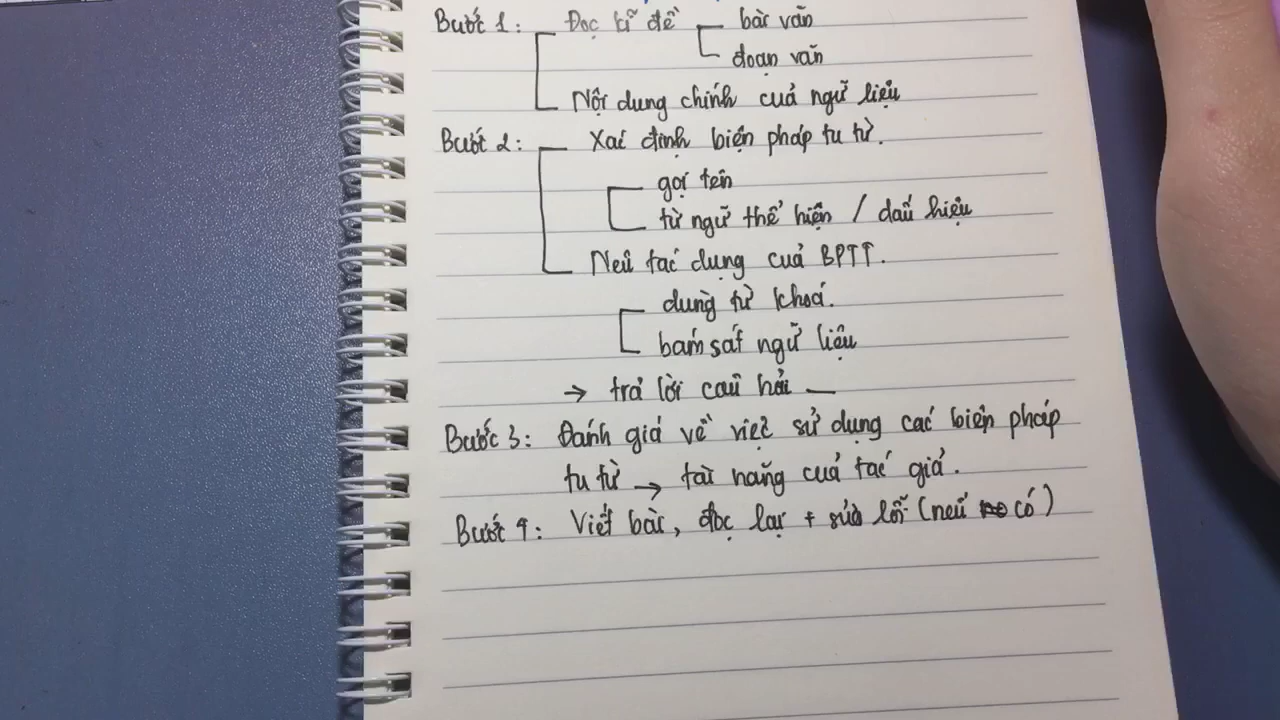 Bước 1: Đọc kĩ đề bài văn
đoạn văn
Nội dung chính của ngữ liệu
Bước 2: Xác định biện pháp tu từ.
gọi tên
từ ngữ thể hiện / dấu hiệu
Nêu tác dụng của BPTT.
dùng từ khoá.
bám sát ngữ liệu
→ trả lời câu hỏi
Bước 3: Đánh giá về việc sử dụng các biện pháp
tu từ → tài năng của tác giả.
Bước 4: Viết bài, đọc lại + sửa lỗi (nếu có)